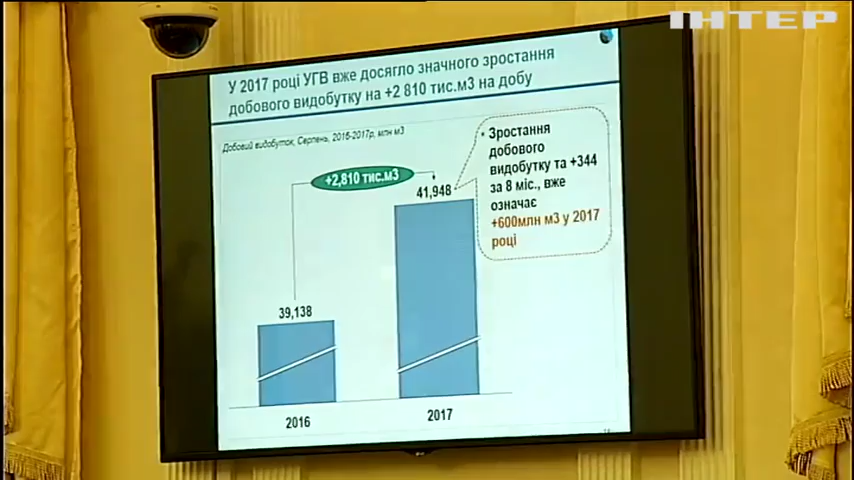 ІНТЕР
У 2017 році УГВ вже досягло значного зростання
добового видобутку на +2 810 тис.м3 на добу
Добовий видобуток, Серпень, 2016-2017р, млн м3
+2,810 тис.м3
41,948
39,138
• Зростання
добового
видобутку та +344
за 8 міс., вже
означає
+600млн м3 у 2017
році
2016
2017